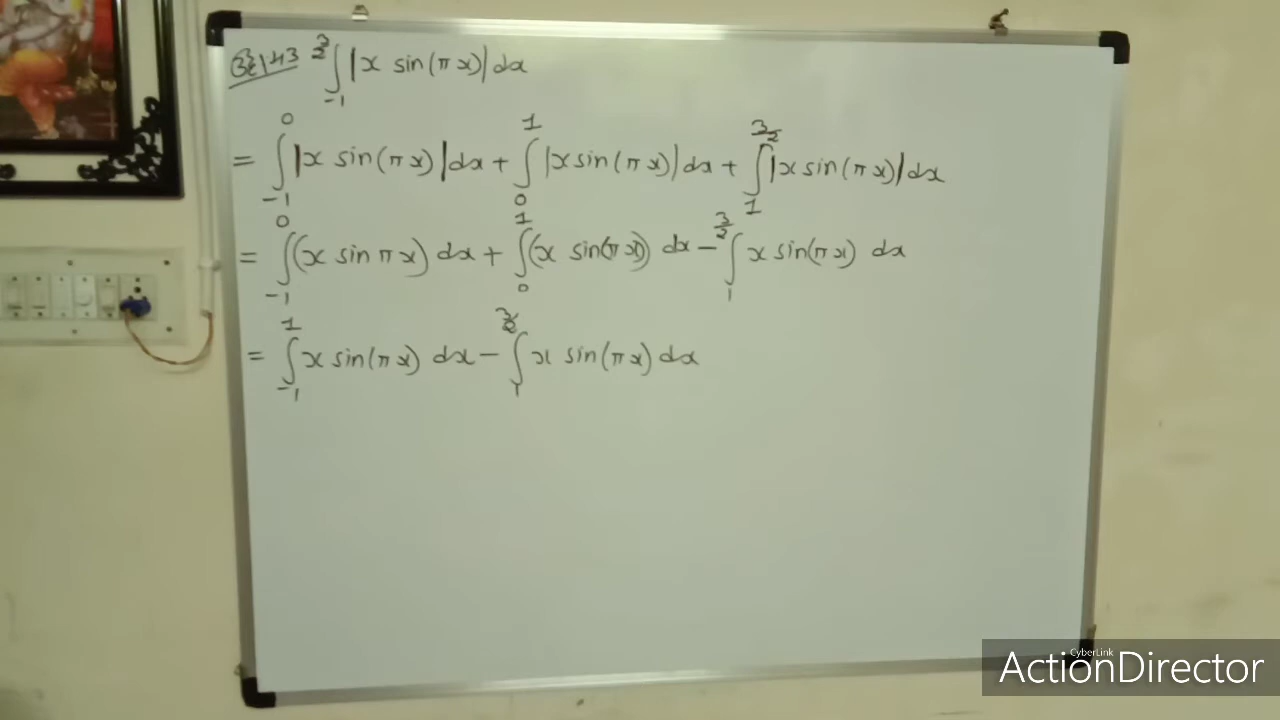 ∫₋₁^(3/2) |x sin(πx)| dx
= ∫₋₁^0 |x sin(πx)| dx + ∫₀^1 |x sin(πx)| dx + ∫₁^(3/2) |x sin(πx)| dx
= ∫₋₁^0 (x sin πx) dx + ∫₀^1 (x sin(πx)) dx − ∫₁^(3/2) x sin(πx) dx
= ∫₋₁^1 x sin(πx) dx − ∫₁^(3/2) x sin(πx) dx
CyberLink
ActionDirector